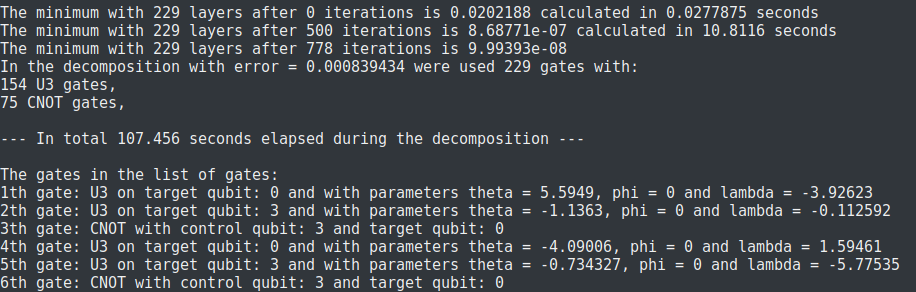 The minimum with 229 layers after 0 iterations is 0.0202188 calculated in 0.0277875 seconds
The minimum with 229 layers after 500 iterations is 8.68771e-07 calculated in 10.8116 seconds
The minimum with 229 layers after 778 iterations is 9.99393e-08
In the decomposition with error = 0.000839434 were used 229 gates with:
154 U3 gates,
75 CNOT gates,
--- In total 107.456 seconds elapsed during the decomposition ---
The gates in the list of gates:
1th gate: U3 on target qubit: 0 and with parameters theta = 5.5949, phi = 0 and lambda = -3.92623
2th gate: U3 on target qubit: 3 and with parameters theta = -1.1363, phi = 0 and lambda = -0.112592
3th gate: CNOT with control qubit: 3 and target qubit: 0
4th gate: U3 on target qubit: 0 and with parameters theta = -4.09006, phi = 0 and lambda = 1.59461
5th gate: U3 on target qubit: 3 and with parameters theta = -0.734327, phi = 0 and lambda = -5.77535
6th gate: CNOT with control qubit: 3 and target qubit: 0